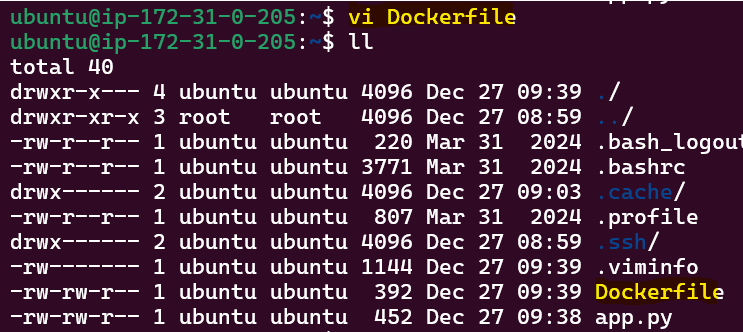 ubuntu@ip-172-31-0-205:~$ vi Dockerfile
ubuntu@ip-172-31-0-205:~$ ll
total 40
drwxr-x--- 4 ubuntu ubuntu 4096 Dec 27 09:39 ./
drwxr-xr-x 3 root   root   4096 Dec 27 08:59 ../
-rw-r--r-- 1 ubuntu ubuntu  220 Mar 31  2024 .bash_logout
-rw-r--r-- 1 ubuntu ubuntu 3771 Mar 31  2024 .bashrc
drwx------ 2 ubuntu ubuntu 4096 Dec 27 09:03 .cache/
-rw-r--r-- 1 ubuntu ubuntu  807 Mar 31  2024 .profile
drwx------ 2 ubuntu ubuntu 4096 Dec 27 08:59 .ssh/
-rw------- 1 ubuntu ubuntu 1144 Dec 27 09:39 .viminfo
-rw-rw-r-- 1 ubuntu ubuntu  392 Dec 27 09:39 Dockerfile
-rw-rw-r-- 1 ubuntu ubuntu  452 Dec 27 09:38 app.py